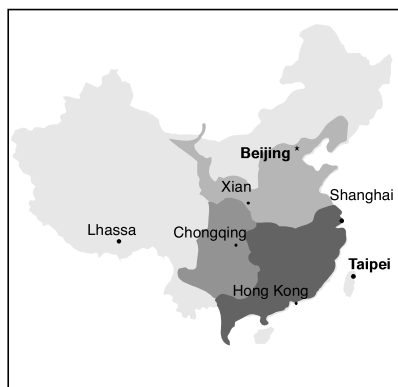 Beijing
Xian
Shanghai
Lhassa
Chongqing
Taipei
Hong Kong